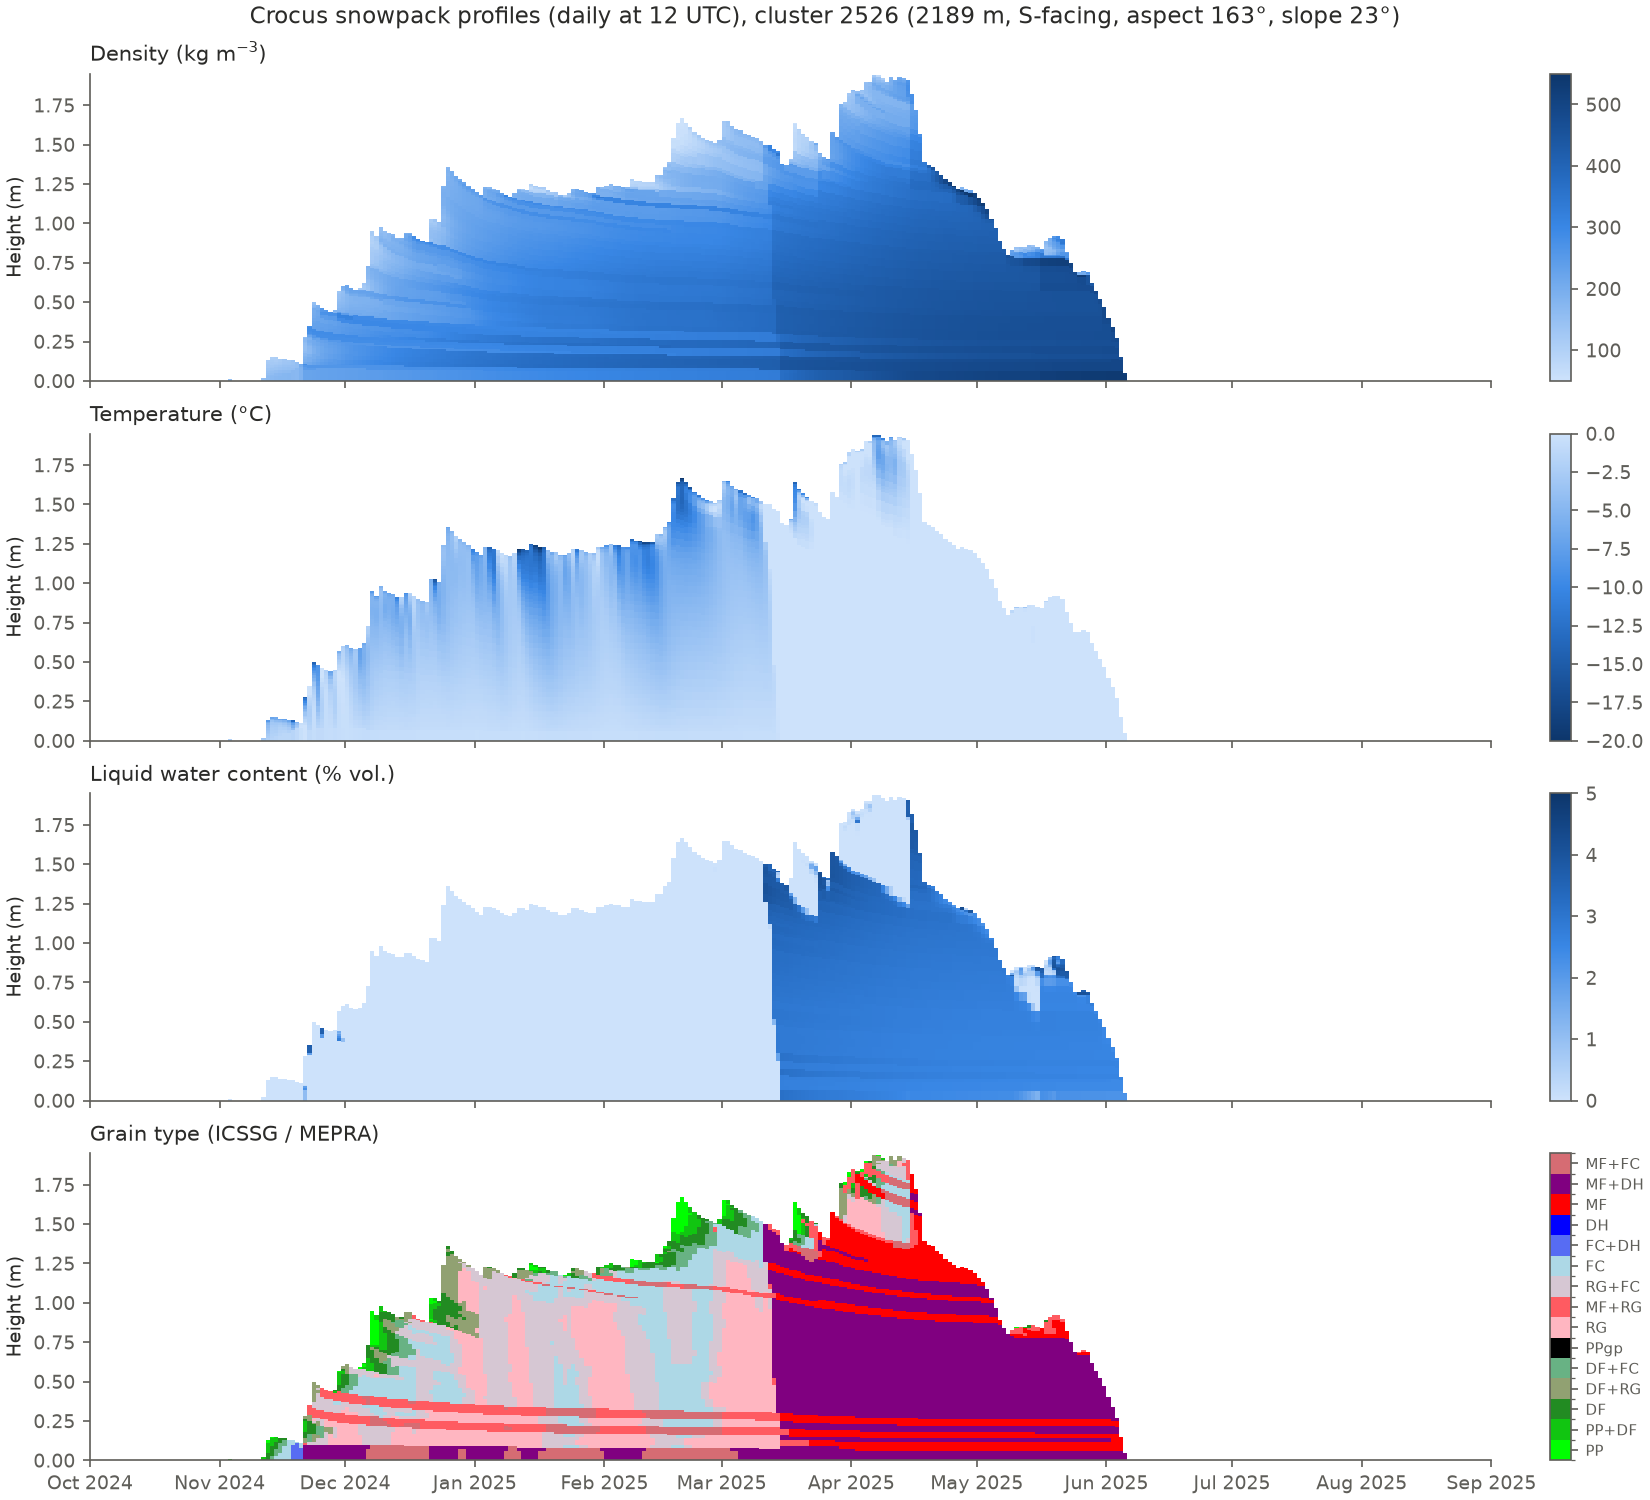 Crocus snowpack profiles (daily at 12 UTC), cluster 2526 (2189 m, S-facing, aspect 163°, slope 23°)
Density (kg m⁻³)
Height (m)
1.75
1.50
1.25
1.00
0.75
0.50
0.25
0.00
500
400
300
200
100
Temperature (°C)
Height (m)
1.75
1.50
1.25
1.00
0.75
0.50
0.25
0.00
0.0
−2.5
−5.0
−7.5
−10.0
−12.5
−15.0
−17.5
−20.0
Liquid water content (% vol.)
Height (m)
1.75
1.50
1.25
1.00
0.75
0.50
0.25
0.00
5
4
3
2
1
0
Grain type (ICSSG / MEPRA)
Height (m)
1.75
1.50
1.25
1.00
0.75
0.50
0.25
0.00
MF+FC
MF+DH
MF
DH
FC+DH
FC
RG+FC
MF+RG
RG
PPgp
DF+FC
DF+RG
DF
PP+DF
PP
Oct 2024 Nov 2024 Dec 2024 Jan 2025 Feb 2025 Mar 2025 Apr 2025 May 2025 Jun 2025 Jul 2025 Aug 2025 Sep 2025